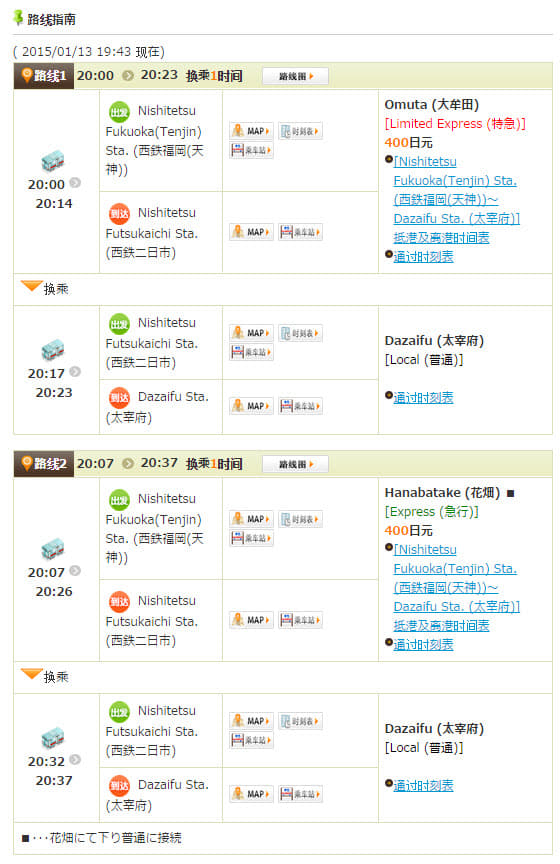 路线指南
( 2015/01/13 19:43 现在)
路线1 20:00 20:23 换乘1时间 路线图
20:00
20:14
出发 Nishitetsu
Fukuoka(Tenjin)
Sta. (西鉄福岡(天
神))
MAP 时刻表
乘车站
到达 Nishitetsu
Futsukaichi Sta.
(西鉄二日市)
MAP 乘车站
Omuta (大牟田)
[Limited Express (特急)]
400日元
[Nishitetsu
Fukuoka(Tenjin) Sta.
(西鉄福岡(天神))～
Dazaifu Sta. (太宰府)]
抵港及离港时间表
通过时刻表
换乘
20:17
20:23
出发 Nishitetsu
Futsukaichi Sta.
(西鉄二日市)
MAP 时刻表
乘车站
到达 Dazaifu Sta.
(太宰府)
MAP 乘车站
Dazaifu (太宰府)
[Local (普通)]
通过时刻表
路线2 20:07 20:37 换乘1时间 路线图
20:07
20:26
出发 Nishitetsu
Fukuoka(Tenjin)
Sta. (西鉄福岡(天
神))
MAP 时刻表
乘车站
到达 Nishitetsu
Futsukaichi Sta.
(西鉄二日市)
MAP 乘车站
Hanabatake (花畑) ■
[Express (急行)]
400日元
[Nishitetsu
Fukuoka(Tenjin) Sta.
(西鉄福岡(天神))～
Dazaifu Sta. (太宰府)]
抵港及离港时间表
通过时刻表
换乘
20:32
20:37
出发 Nishitetsu
Futsukaichi Sta.
(西鉄二日市)
MAP 时刻表
乘车站
到达 Dazaifu Sta.
(太宰府)
MAP 乘车站
Dazaifu (太宰府)
[Local (普通)]
通过时刻表
■･･･花畑にて下り普通に接続